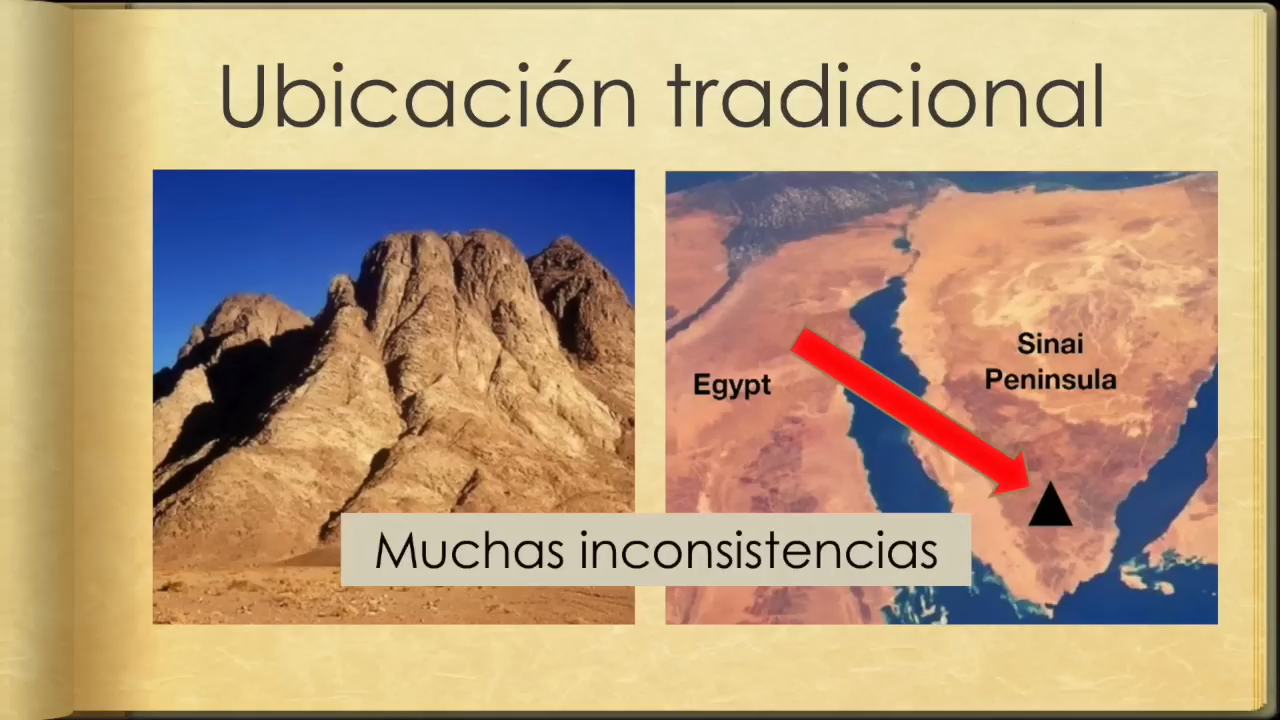 Ubicación tradicional
Egypt
Sinai
Peninsula
Muchas inconsistencias